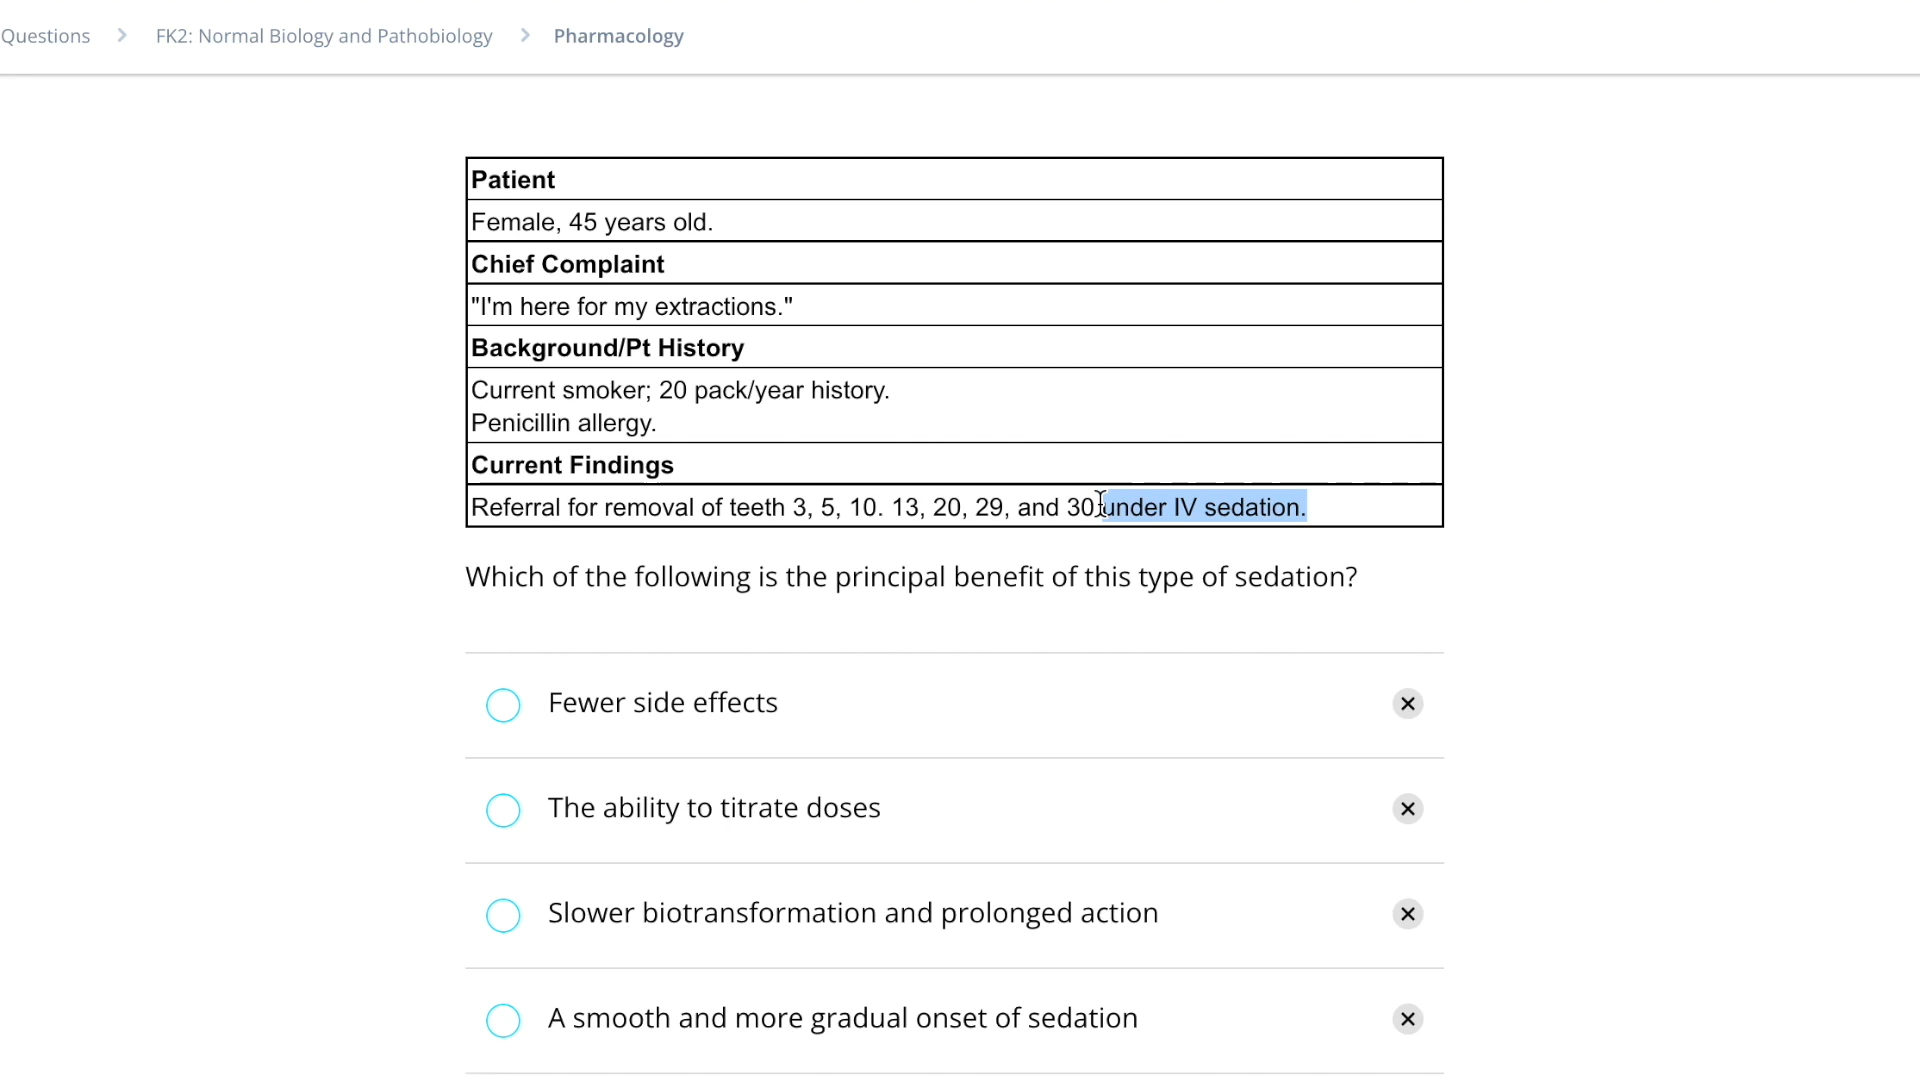 Questions > FK2: Normal Biology and Pathobiology > Pharmacology
Patient
Female, 45 years old.
Chief Complaint
"I'm here for my extractions."
Background/Pt History
Current smoker; 20 pack/year history.
Penicillin allergy.
Current Findings
Referral for removal of teeth 3, 5, 10. 13, 20, 29, and 30 under IV sedation.
Which of the following is the principal benefit of this type of sedation?
Fewer side effects
The ability to titrate doses
Slower biotransformation and prolonged action
A smooth and more gradual onset of sedation